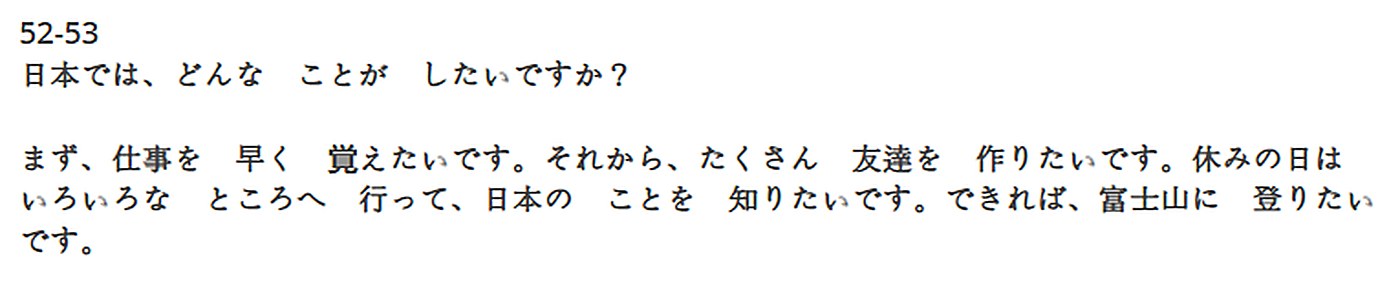 52-53
日本では、どんな　ことが　したいですか？
まず、仕事を　早く　覚えたいです。それから、たくさん　友達を　作りたいです。休みの日は
いろいろな　ところへ　行って、日本の　ことを　知りたいです。できれば、富士山に　登りたい
です。